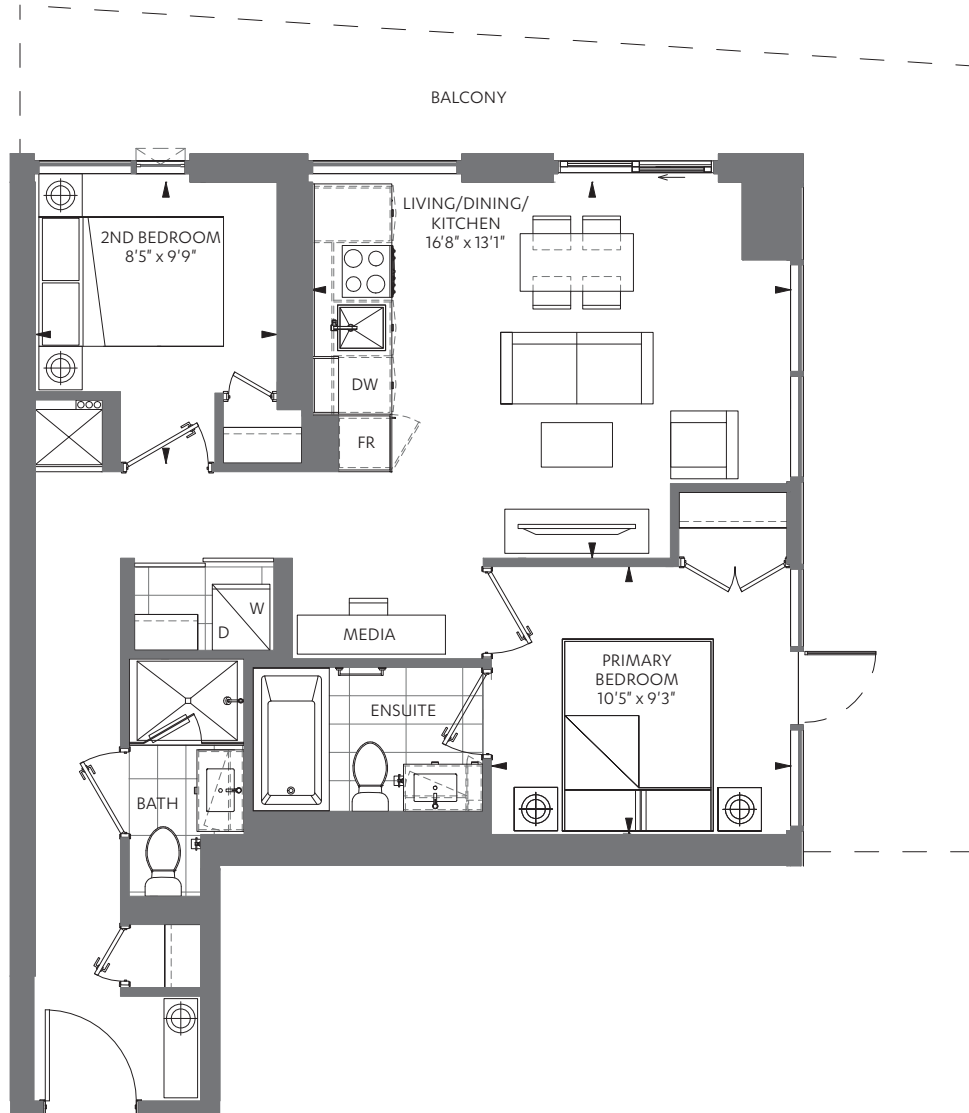 BALCONY
LIVING/DINING/
KITCHEN
16'8" x 13'1"
2ND BEDROOM
8'5" x 9'9"
DW
FR
W
D
MEDIA
PRIMARY
BEDROOM
10'5" x 9'3"
ENSUITE
BATH